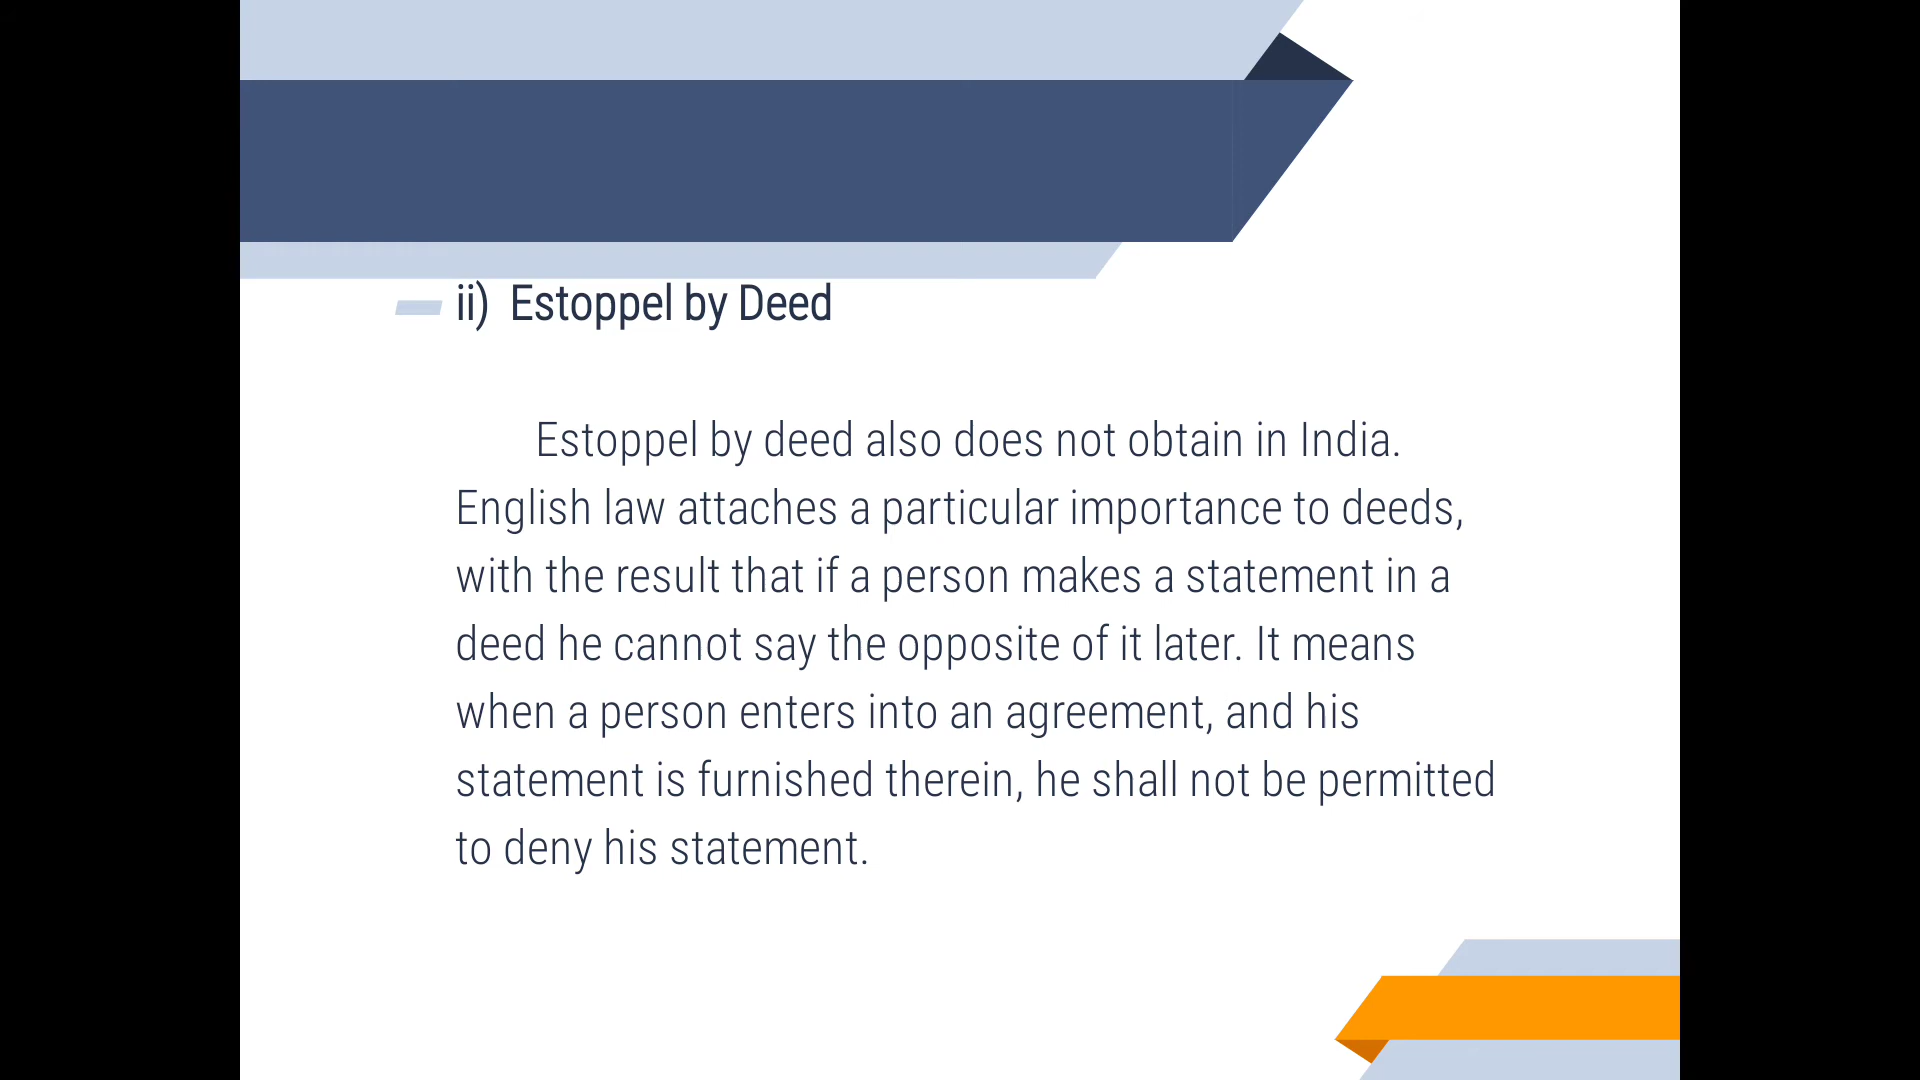 ii) Estoppel by Deed
Estoppel by deed also does not obtain in India.
English law attaches a particular importance to deeds,
with the result that if a person makes a statement in a
deed he cannot say the opposite of it later. It means
when a person enters into an agreement, and his
statement is furnished therein, he shall not be permitted
to deny his statement.